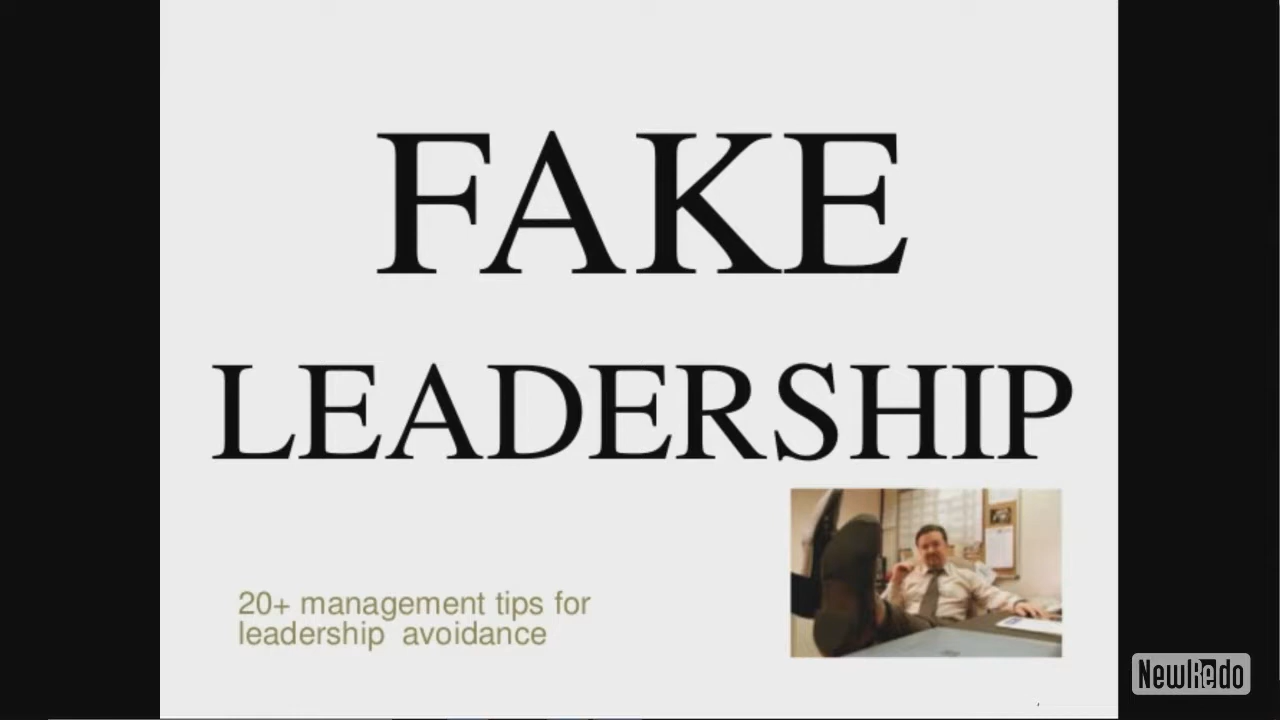 FAKE
LEADERSHIP
20+ management tips for
leadership avoidance
NewRedo